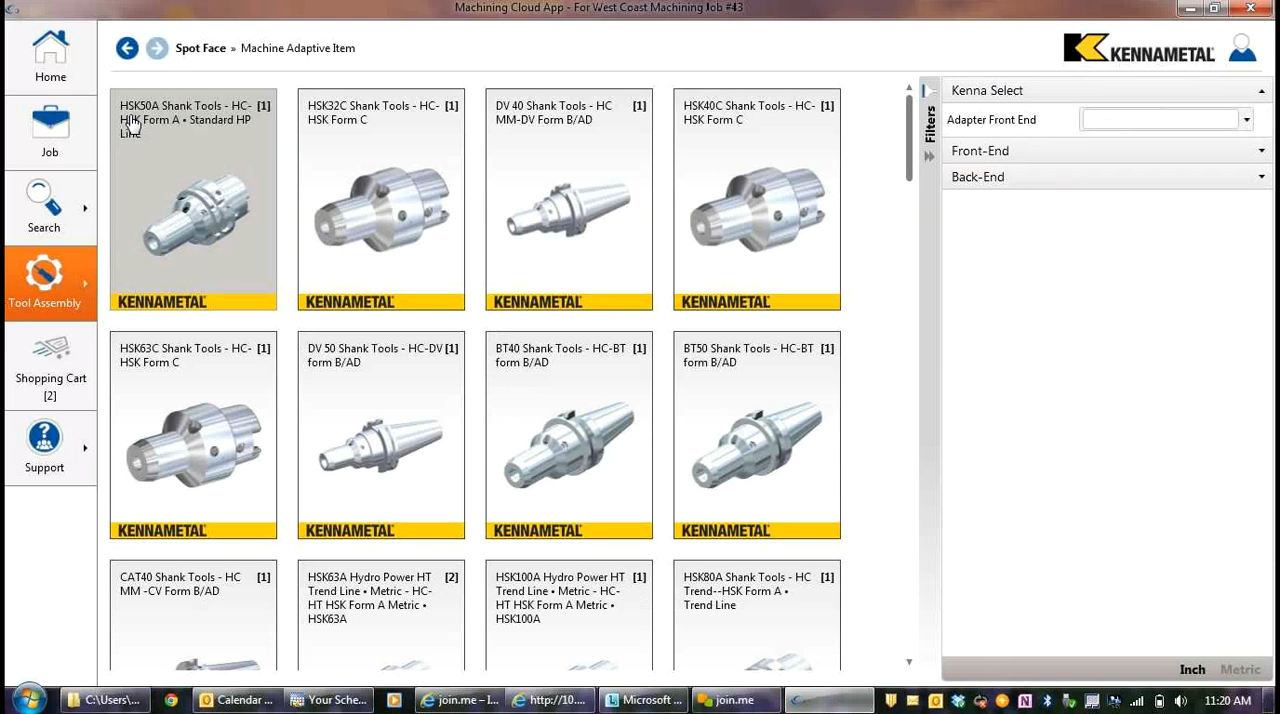 Machining Cloud App - For West Coast Machining Job #43
Home
Job
Search
Tool Assembly
Shopping Cart
[2]
Support
Spot Face » Machine Adaptive Item
KENNAMETAL
HSK50A Shank Tools - HC- [1]
HSK Form A • Standard HP
Line
KENNAMETAL
HSK32C Shank Tools - HC- [1]
HSK Form C
KENNAMETAL
DV 40 Shank Tools - HC [1]
MM-DV Form B/AD
KENNAMETAL
HSK40C Shank Tools - HC- [1]
HSK Form C
KENNAMETAL
HSK63C Shank Tools - HC- [1]
HSK Form C
KENNAMETAL
DV 50 Shank Tools - HC-DV [1]
form B/AD
KENNAMETAL
BT40 Shank Tools - HC-BT [1]
form B/AD
KENNAMETAL
BT50 Shank Tools - HC-BT [1]
form B/AD
KENNAMETAL
CAT40 Shank Tools - HC [1]
MM -CV Form B/AD
HSK63A Hydro Power HT [2]
Trend Line • Metric - HC-
HT HSK Form A Metric •
HSK63A
HSK100A Hydro Power HT [1]
Trend Line • Metric - HC-
HT HSK Form A Metric •
HSK100A
HSK80A Shank Tools - HC [1]
Trend--HSK Form A •
Trend Line
Filters
Kenna Select
Adapter Front End
Front-End
Back-End
Inch Metric
C:\Users\...
Calendar ...
Your Sche...
join.me – I...
http://10....
Microsoft ...
join.me
11:20 AM